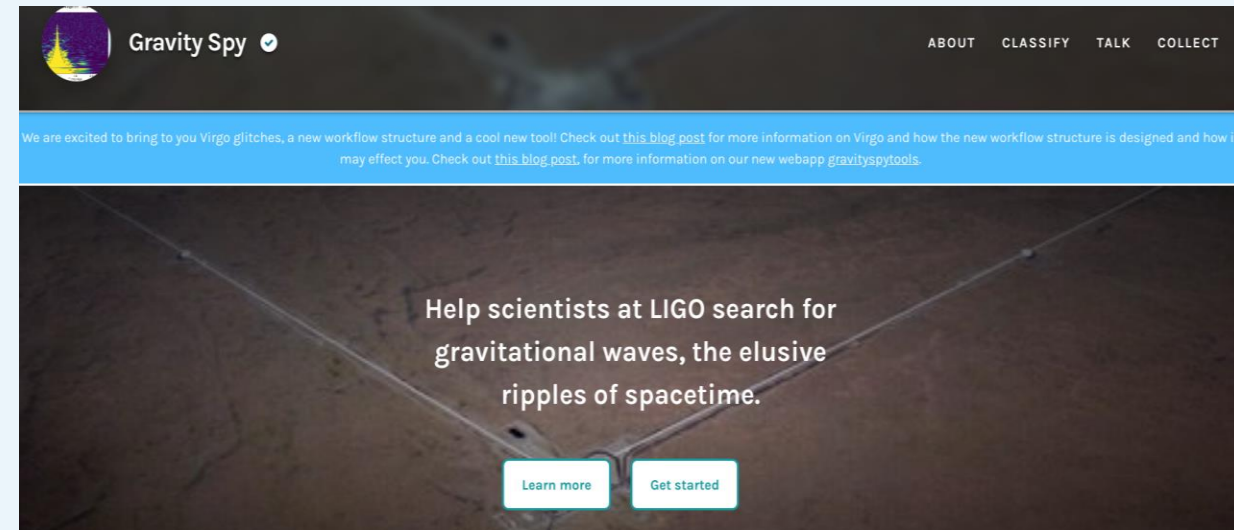 Gravity Spy
ABOUT CLASSIFY TALK COLLECT
We are excited to bring to you Virgo glitches, a new workflow structure and a cool new tool! Check out this blog post for more information on Virgo and how the new workflow structure is designed and how
may effect you. Check out this blog post, for more information on our new webapp gravityspytools.
Help scientists at LIGO search for
gravitational waves, the elusive
ripples of spacetime.
Learn more
Get started